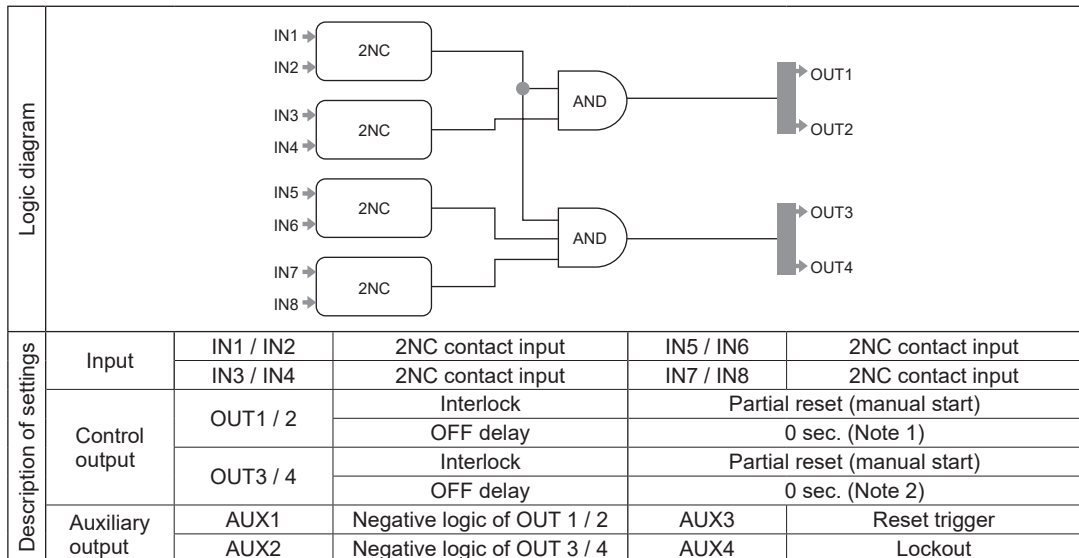 Logic diagram
IN1
IN2
2NC
IN3
IN4
2NC
IN5
IN6
2NC
IN7
IN8
2NC
AND
AND
OUT1
OUT2
OUT3
OUT4
Description of settings
Input
IN1 / IN2 2NC contact input IN5 / IN6 2NC contact input
IN3 / IN4 2NC contact input IN7 / IN8 2NC contact input
Control output
OUT1 / 2 Interlock Partial reset (manual start)
OFF delay 0 sec. (Note 1)
OUT3 / 4 Interlock Partial reset (manual start)
OFF delay 0 sec. (Note 2)
Auxiliary output
AUX1 Negative logic of OUT 1 / 2 AUX3 Reset trigger
AUX2 Negative logic of OUT 3 / 4 AUX4 Lockout